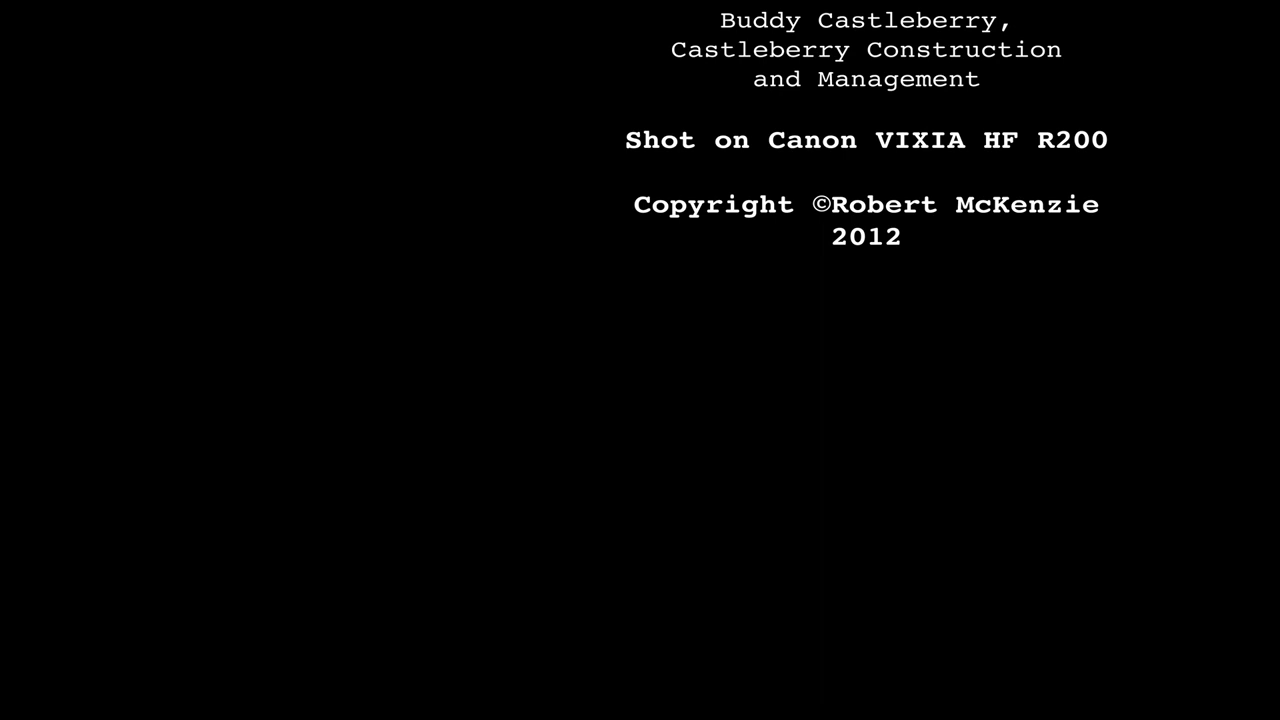 Buddy Castleberry,
Castleberry Construction
and Management
Shot on Canon VIXIA HF R200
Copyright ©Robert McKenzie
2012